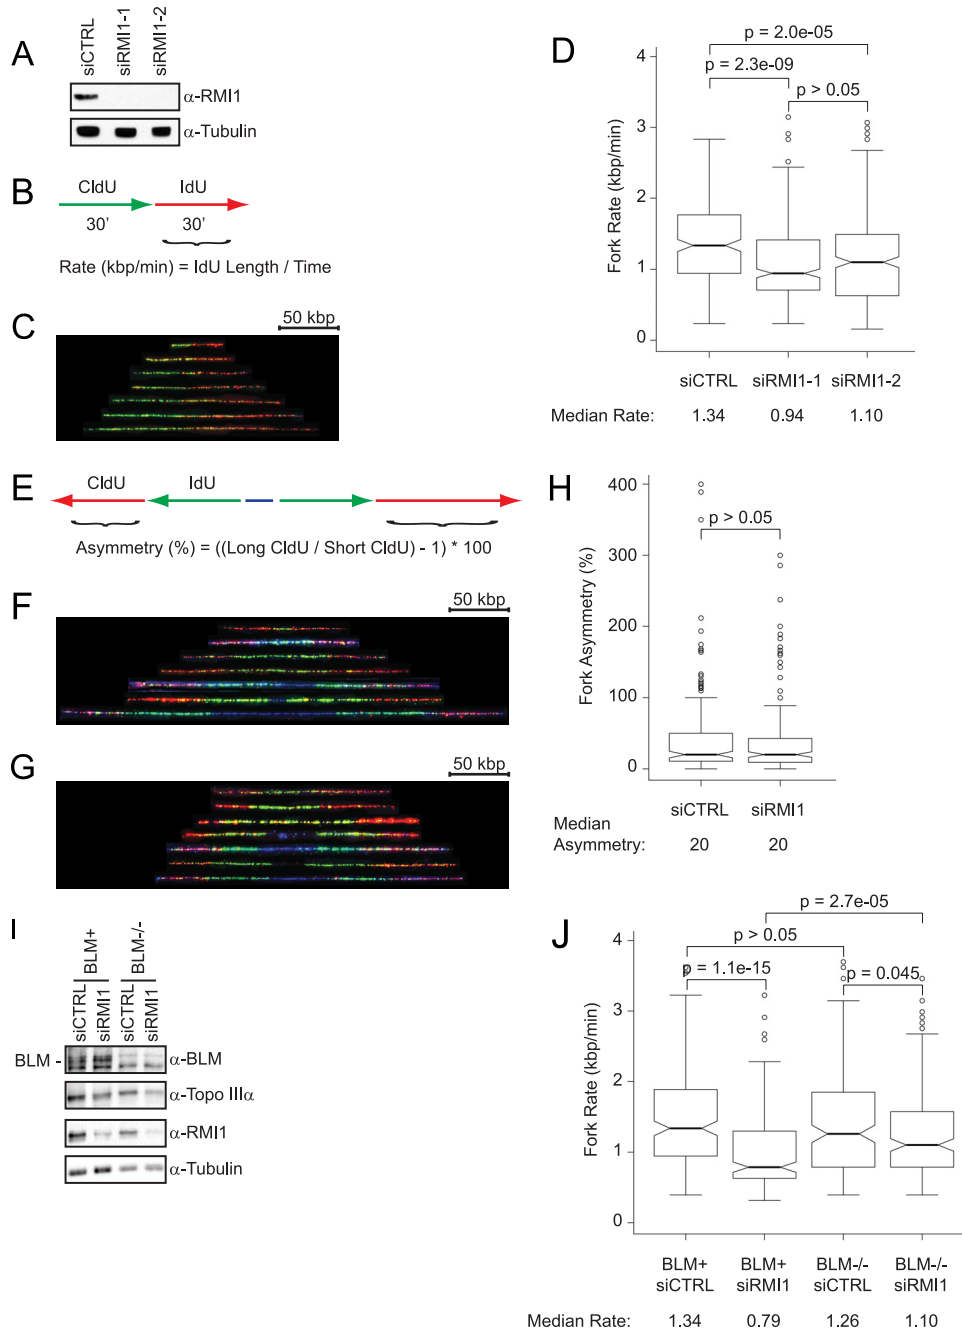 A
siCTRL
siRMI1-1
siRMI1-2
α-RMI1
α-Tubulin
B
CldU
IdU
30'
30'
Rate (kbp/min) = IdU Length / Time
C
50 kbp
D
p = 2.0e-05
p = 2.3e-09
p > 0.05
Fork Rate (kbp/min)
4
3
2
1
0
siCTRL siRMI1-1 siRMI1-2
Median Rate: 1.34 0.94 1.10
E
CldU
IdU
Asymmetry (%) = ((Long CldU / Short CldU) - 1) * 100
F
50 kbp
G
50 kbp
H
p > 0.05
Fork Asymmetry (%)
400
300
200
100
0
siCTRL siRMI1
Median
Asymmetry: 20 20
I
BLM+
BLM-/-
siCTRL
siRMI1
siCTRL
siRMI1
BLM -
α-BLM
α-Topo IIIα
α-RMI1
α-Tubulin
J
p = 2.7e-05
p > 0.05
p = 1.1e-15
p = 0.045
Fork Rate (kbp/min)
4
3
2
1
0
BLM+ BLM+ BLM-/- BLM-/-
siCTRL siRMI1 siCTRL siRMI1
Median Rate: 1.34 0.79 1.26 1.10